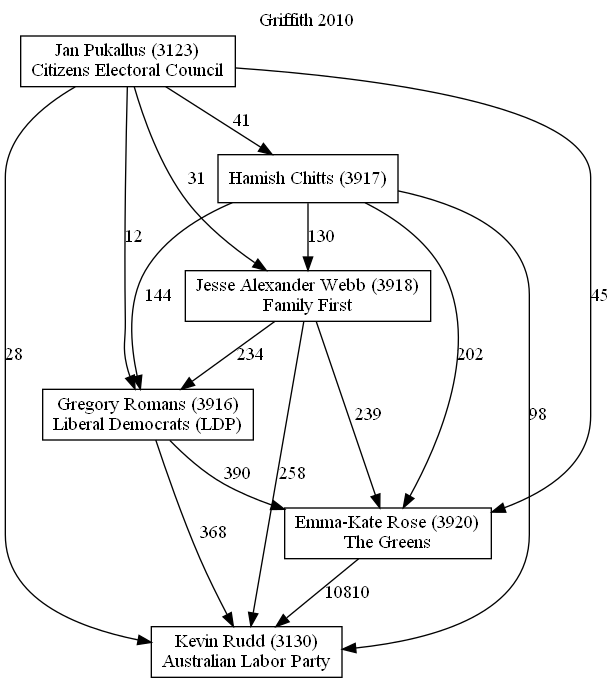 Griffith 2010
Jan Pukallus (3123)
Citizens Electoral Council
41
Hamish Chitts (3917)
31
130
12
144
Jesse Alexander Webb (3918)
Family First
45
28
234
202
Gregory Romans (3916)
Liberal Democrats (LDP)
239
98
390
258
368
Emma-Kate Rose (3920)
The Greens
10810
Kevin Rudd (3130)
Australian Labor Party